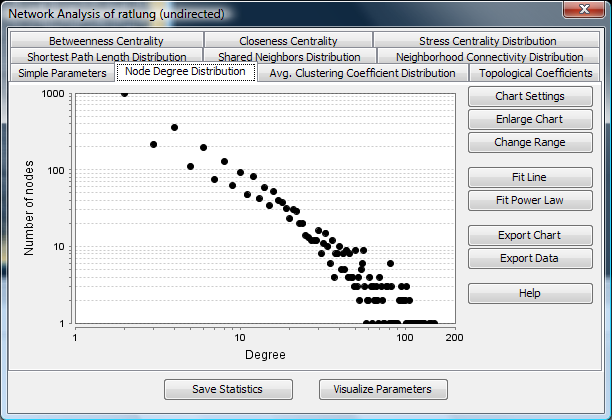 Network Analysis of ratlung (undirected)
Betweenness Centrality
Closeness Centrality
Stress Centrality Distribution
Shortest Path Length Distribution
Shared Neighbors Distribution
Neighborhood Connectivity Distribution
Simple Parameters
Node Degree Distribution
Avg. Clustering Coefficient Distribution
Topological Coefficients
Chart Settings
Enlarge Chart
Change Range
Fit Line
Fit Power Law
Export Chart
Export Data
Help
Number of nodes
1000
100
10
1
1
10
100
200
Degree
Save Statistics
Visualize Parameters